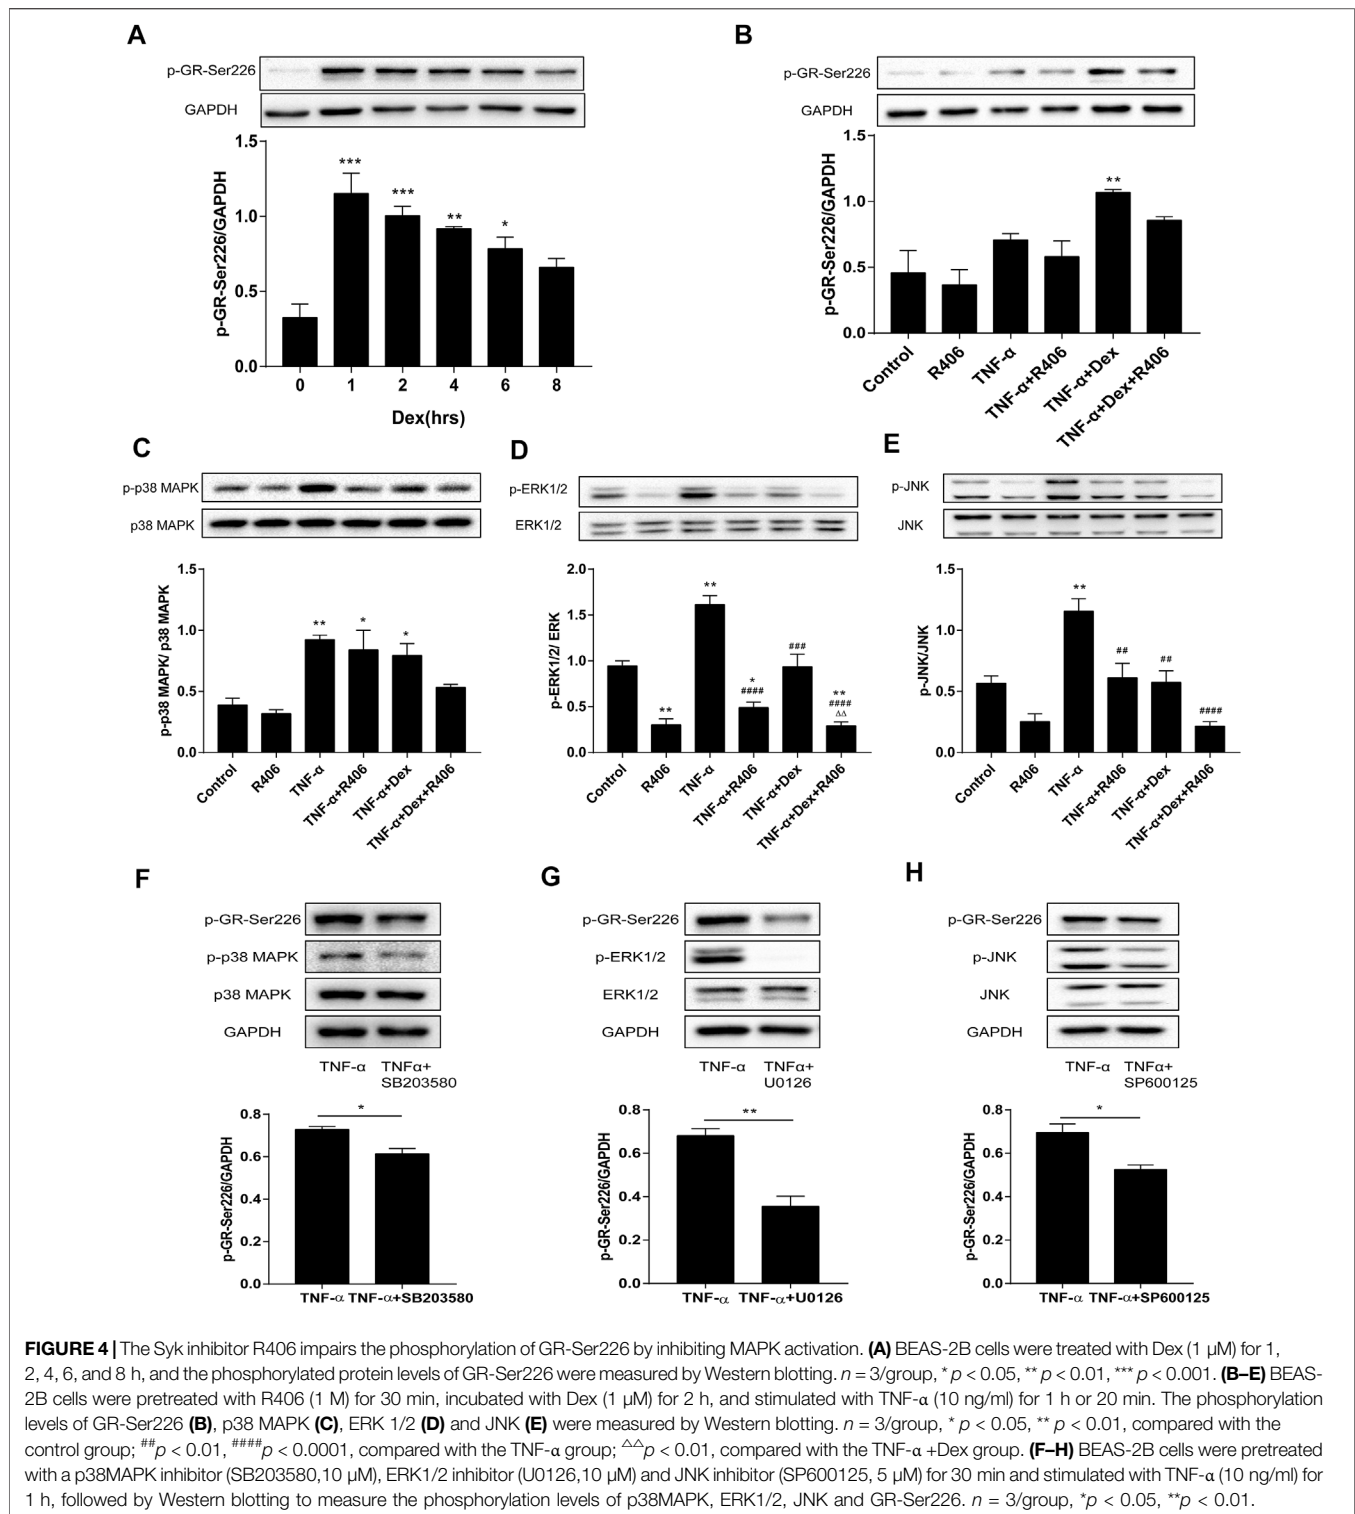 A
p-GR-Ser226
GAPDH
p-GR-Ser226/GAPDH
1.5
1.0
0.5
0.0
***
***
**
*
0 1 2 4 6 8
Dex(hrs)
B
p-GR-Ser226
GAPDH
p-GR-Ser226/GAPDH
1.5
1.0
0.5
0.0
**
Control R406 TNF-α TNF-α+R406 TNF-α+Dex TNF-α+Dex+R406
C
p-p38 MAPK
p38 MAPK
p-p38 MAPK/ p38 MAPK
1.5
1.0
0.5
0.0
**
*
*
Control R406 TNF-α TNF-α+R406 TNF-α+Dex TNF-α+Dex+R406
D
p-ERK1/2
ERK1/2
p-ERK1/2/ ERK
2.0
1.5
1.0
0.5
0.0
**
**
*
####
###
**
####
ΔΔ
Control R406 TNF-α TNF-α+R406 TNF-α+Dex TNF-α+Dex+R406
E
p-JNK
JNK
p-JNK/JNK
1.5
1.0
0.5
0.0
**
##
##
####
Control R406 TNF-α TNF-α+R406 TNF-α+Dex TNF-α+Dex+R406
F
p-GR-Ser226
p-p38 MAPK
p38 MAPK
GAPDH
TNF-α TNFα+
SB203580
p-GR-Ser226/GAPDH
0.8
0.6
0.4
0.2
0.0
*
TNF-α TNF-α+SB203580
G
p-GR-Ser226
p-ERK1/2
ERK1/2
GAPDH
TNF-α TNFα+
U0126
p-GR-Ser226/GAPDH
0.8
0.6
0.4
0.2
0.0
**
TNF-α TNF-α+U0126
H
p-GR-Ser226
p-JNK
JNK
GAPDH
TNF-α TNFα+
SP600125
p-GR-Ser226/GAPDH
0.8
0.6
0.4
0.2
0.0
*
TNF-α TNF-α+SP600125
FIGURE 4 | The Syk inhibitor R406 impairs the phosphorylation of GR-Ser226 by inhibiting MAPK activation. (A) BEAS-2B cells were treated with Dex (1 μM) for 1,
2, 4, 6, and 8 h, and the phosphorylated protein levels of GR-Ser226 were measured by Western blotting. n = 3/group, * p < 0.05, ** p < 0.01, *** p < 0.001. (B–E) BEAS-
2B cells were pretreated with R406 (1 M) for 30 min, incubated with Dex (1 μM) for 2 h, and stimulated with TNF-α (10 ng/ml) for 1 h or 20 min. The phosphorylation
levels of GR-Ser226 (B), p38 MAPK (C), ERK 1/2 (D) and JNK (E) were measured by Western blotting. n = 3/group, * p < 0.05, ** p < 0.01, compared with the
control group; ##p < 0.01, ####p < 0.0001, compared with the TNF-α group; △△p < 0.01, compared with the TNF-α +Dex group. (F–H) BEAS-2B cells were pretreated
with a p38MAPK inhibitor (SB203580,10 μM), ERK1/2 inhibitor (U0126,10 μM) and JNK inhibitor (SP600125, 5 μM) for 30 min and stimulated with TNF-α (10 ng/ml) for
1 h, followed by Western blotting to measure the phosphorylation levels of p38MAPK, ERK1/2, JNK and GR-Ser226. n = 3/group, *p < 0.05, **p < 0.01.